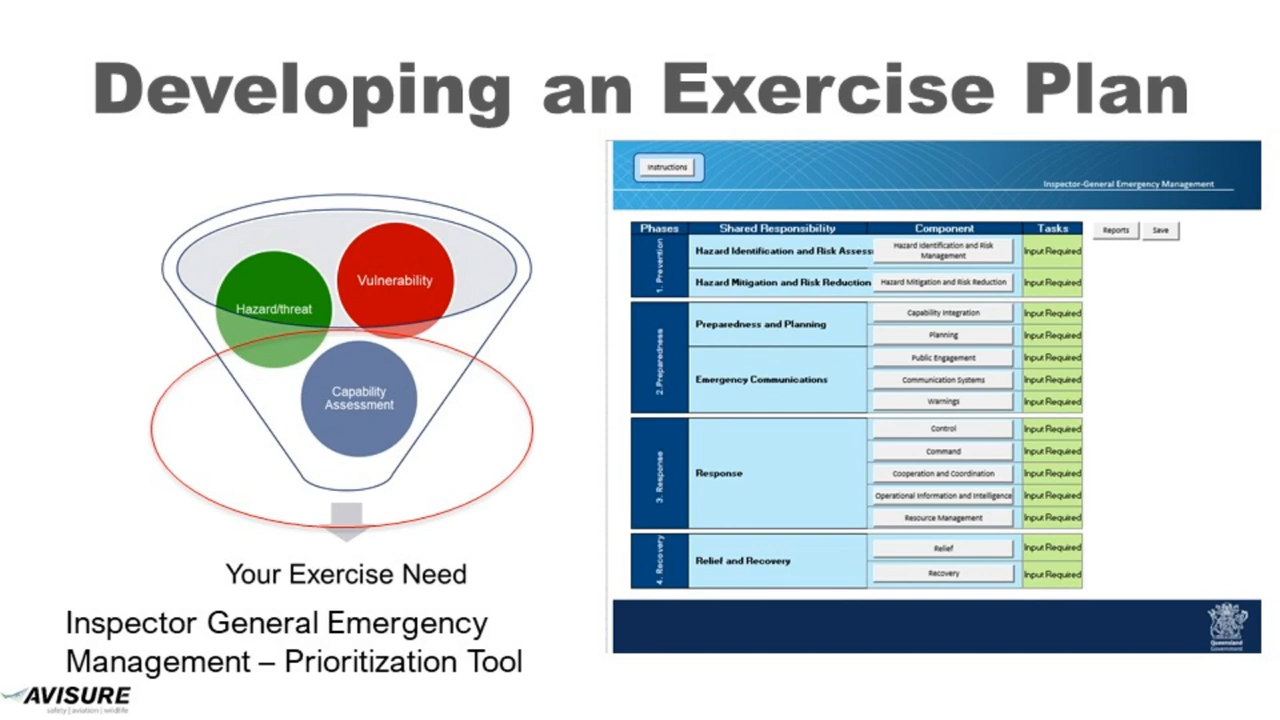 Developing an Exercise Plan
Hazard/threat
Vulnerability
Capability
Assessment
Your Exercise Need
Inspector General Emergency
Management – Prioritization Tool
AVISURE
safety | aviation | wildlife
Instructions
Inspector-General Emergency Management
Phases Shared Responsibility Component Tasks Reports Save
1. Prevention
Hazard Identification and Risk Assess
Hazard Identification and Risk
Management
Input Required
Hazard Mitigation and Risk Reduction Hazard Mitigation and Risk Reduction Input Required
2.Preparedness
Preparedness and Planning
Capability Integration Input Required
Planning Input Required
Emergency Communications
Public Engagement Input Required
Communication Systems Input Required
Warnings Input Required
3. Response
Response
Control Input Required
Command Input Required
Cooperation and Coordination Input Required
Operational Information and Intelligence Input Required
Resource Management Input Required
4. Recovery
Relief and Recovery
Relief Input Required
Recovery Input Required
Queensland
Government